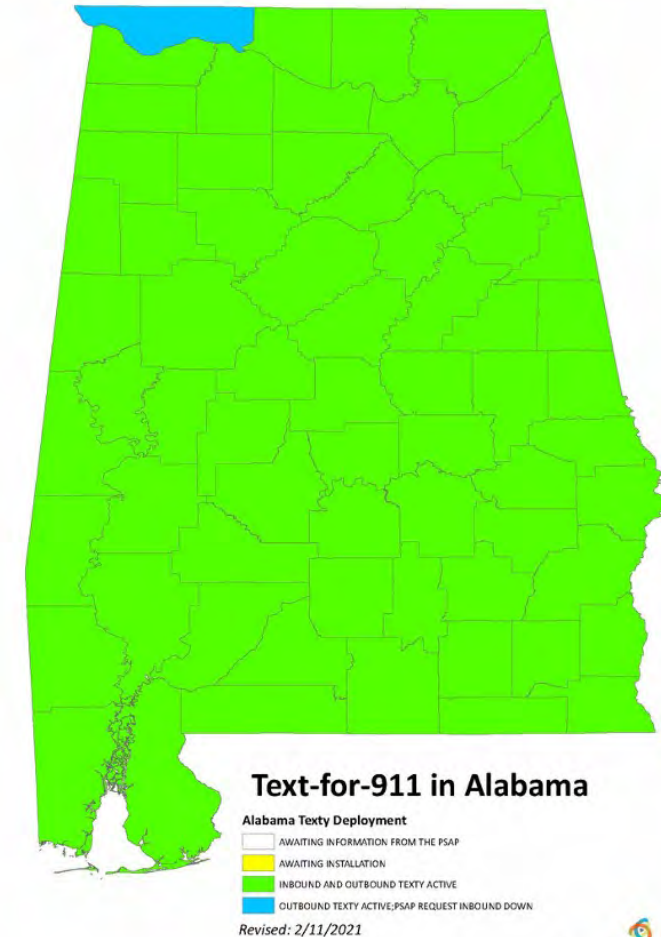 Text-for-911 in Alabama
Alabama Texty Deployment
AWAITING INFORMATION FROM THE PSAP
AWAITING INSTALLATION
INBOUND AND OUTBOUND TEXTY ACTIVE
OUTBOUND TEXTY ACTIVE;PSAP REQUEST INBOUND DOWN
Revised: 2/11/2021